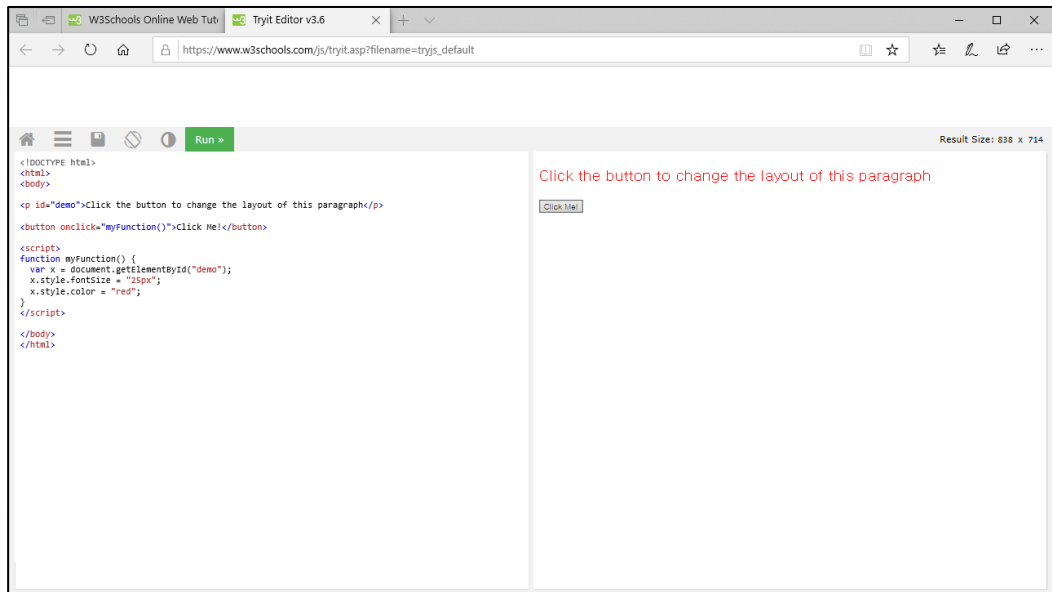 W3Schools Online Web Tuto
Tryit Editor v3.6
https://www.w3schools.com/js/tryit.asp?filename=tryjs_default
Run »
Result Size: 838 x 714
<!DOCTYPE html>
<html>
<body>
<p id="demo">Click the button to change the layout of this paragraph</p>
<button onclick="myFunction()">Click Me!</button>
<script>
function myFunction() {
  var x = document.getElementById("demo");
  x.style.fontSize = "25px";
  x.style.color = "red";
}
</script>
</body>
</html>
Click the button to change the layout of this paragraph
Click Me!